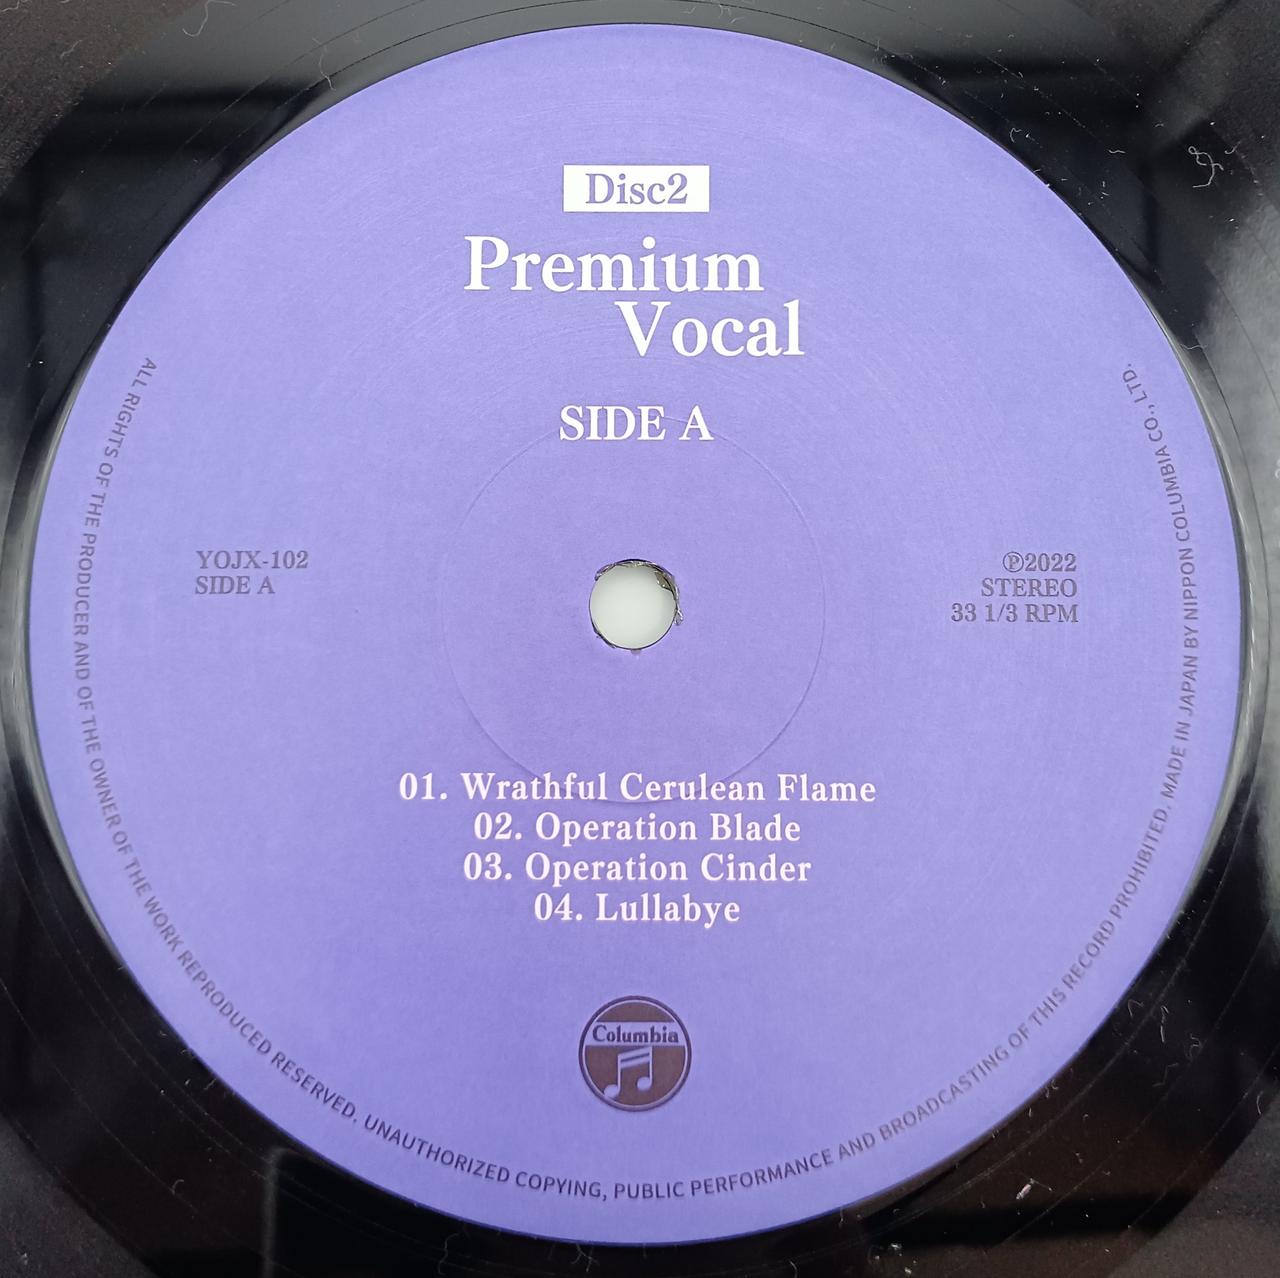 Disc2
Premium
Vocal
SIDE A
YOJX-102
SIDE A
Ⓟ2022
STEREO
33 1/3 RPM
01. Wrathful Cerulean Flame
02. Operation Blade
03. Operation Cinder
04. Lullabye
Columbia
ALL RIGHTS OF THE PRODUCER AND OF THE OWNER OF THE WORK REPRODUCED RESERVED. UNAUTHORIZED COPYING, PUBLIC PERFORMANCE AND BROADCASTING OF THIS RECORD PROHIBITED. MADE IN JAPAN BY NIPPON COLUMBIA CO., LTD.